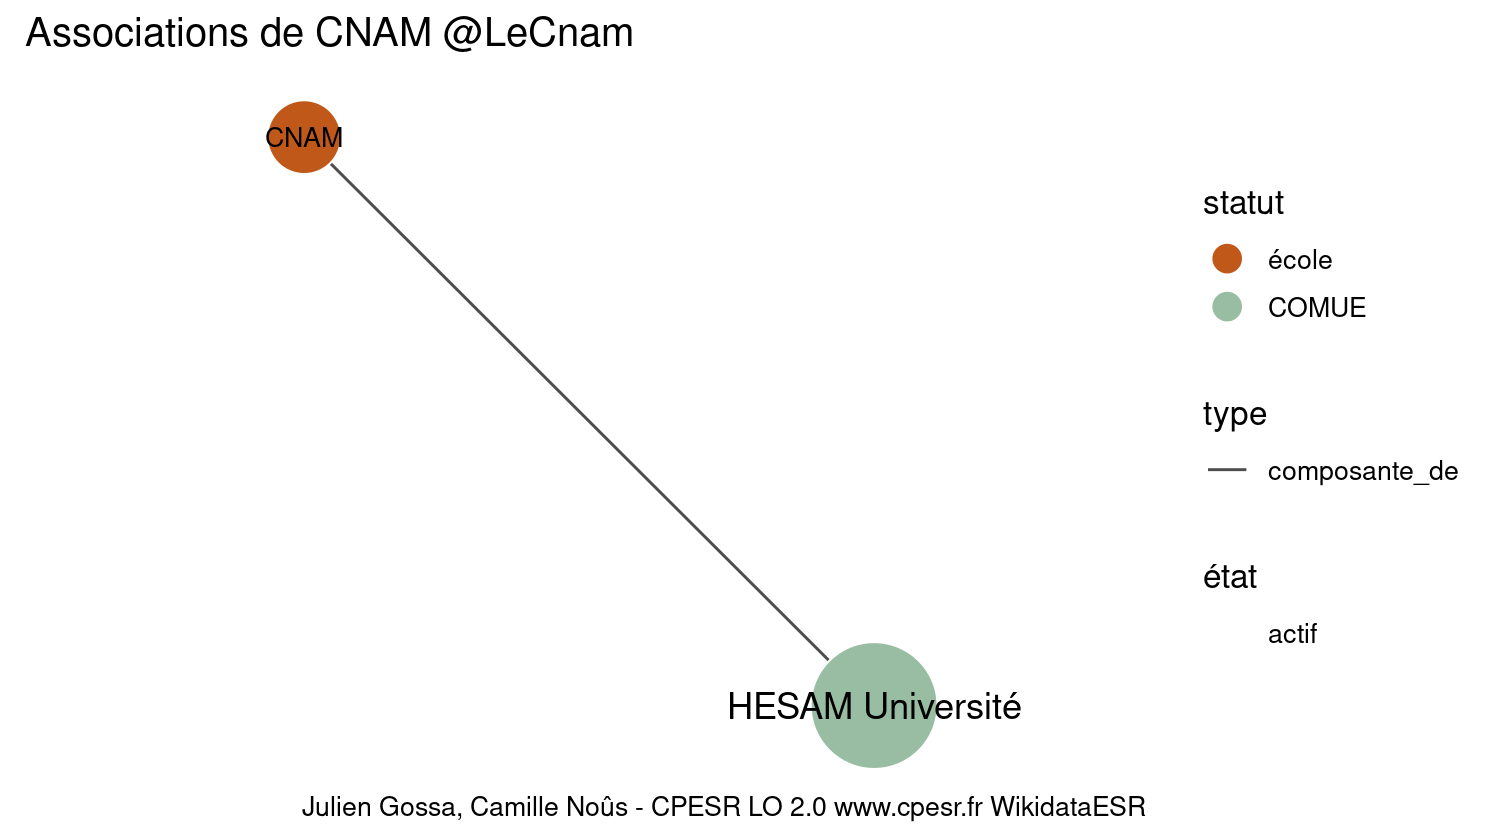 Associations de CNAM @LeCnam
CNAM
statut
école
COMUE
type
composante_de
état
actif
HESAM Université
Julien Gossa, Camille Noûs - CPESR LO 2.0 www.cpesr.fr WikidataESR